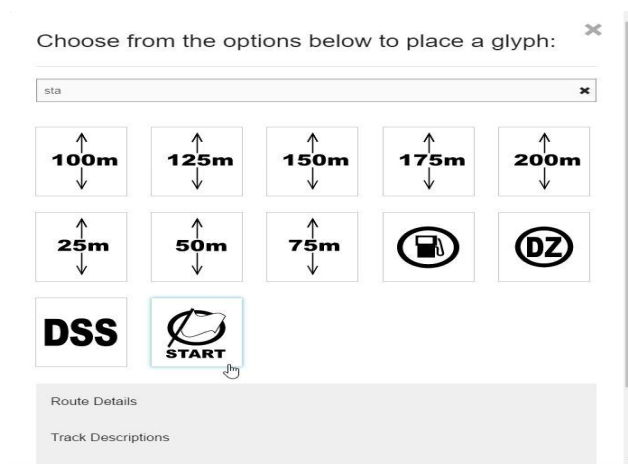 Choose from the options below to place a glyph:
sta
100m 125m 150m 175m 200m
25m 50m 75m DZ
DSS START
Route Details
Track Descriptions